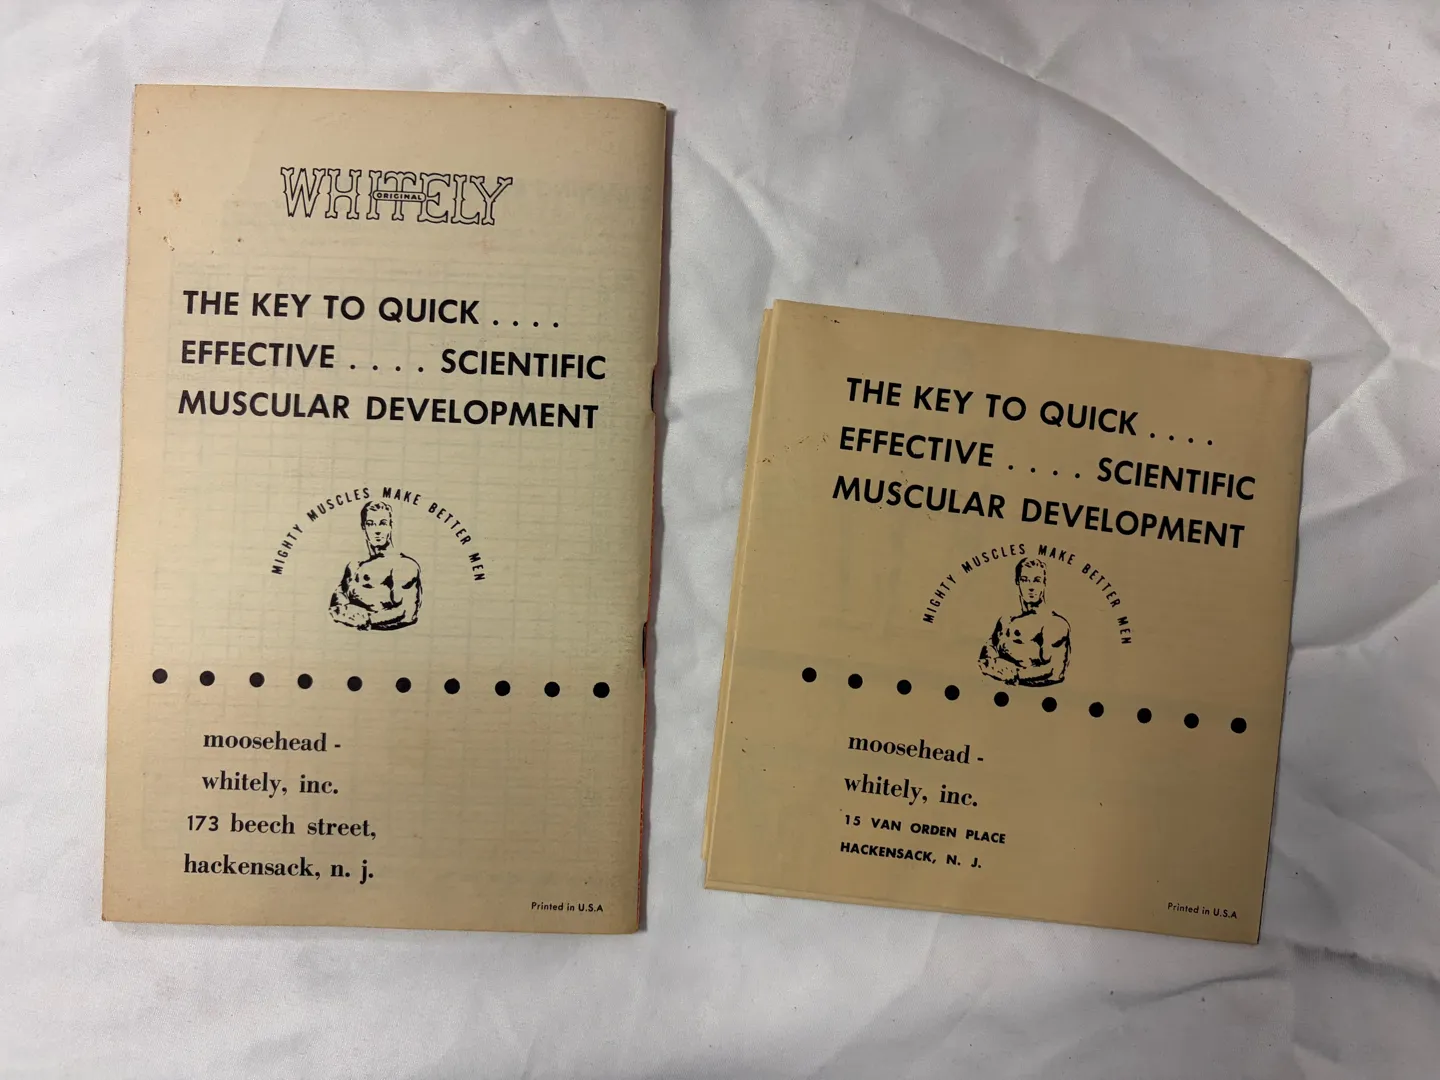 WHITELY
ORIGINAL
THE KEY TO QUICK . . . .
EFFECTIVE . . . . SCIENTIFIC
MUSCULAR DEVELOPMENT
MIGHTY MUSCLES MAKE BETTER MEN
moosehead -
whitely, inc.
173 beech street,
hackensack, n. j.
Printed in U.S.A
THE KEY TO QUICK . . . .
EFFECTIVE . . . . SCIENTIFIC
MUSCULAR DEVELOPMENT
MIGHTY MUSCLES MAKE BETTER MEN
moosehead -
whitely, inc.
15 VAN ORDEN PLACE
HACKENSACK, N. J.
Printed in U.S.A